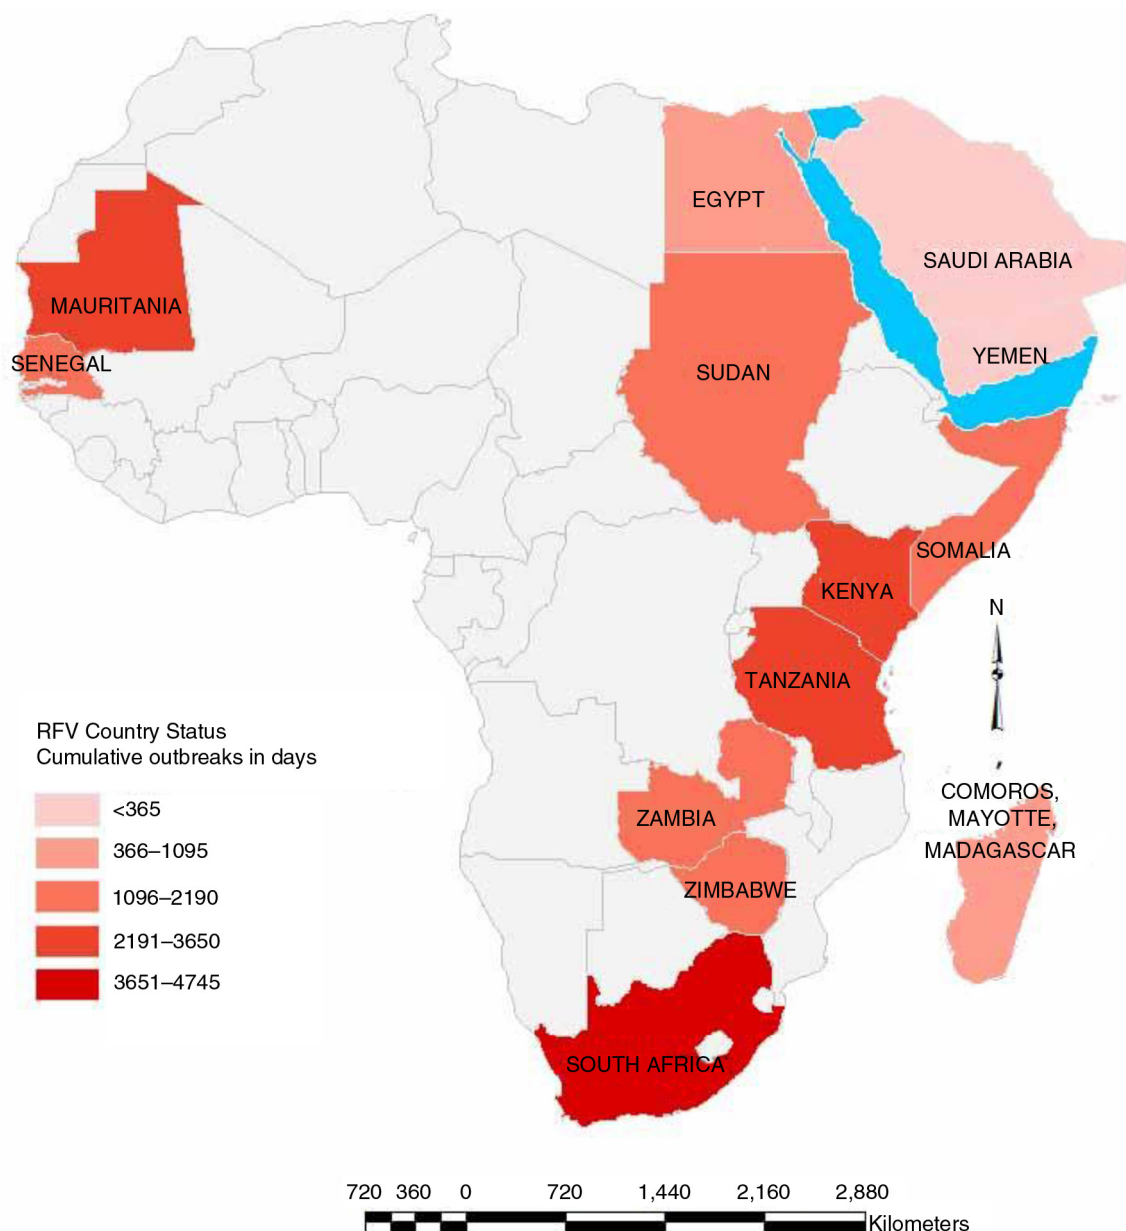 EGYPT
SAUDI ARABIA
MAURITANIA
YEMEN
SENEGAL
SUDAN
SOMALIA
KENYA
N
TANZANIA
RFV Country Status
Cumulative outbreaks in days
<365
366–1095
1096–2190
2191–3650
3651–4745
COMOROS,
MAYOTTE,
MADAGASCAR
ZAMBIA
ZIMBABWE
SOUTH AFRICA
720 360 0 720 1,440 2,160 2,880
Kilometers